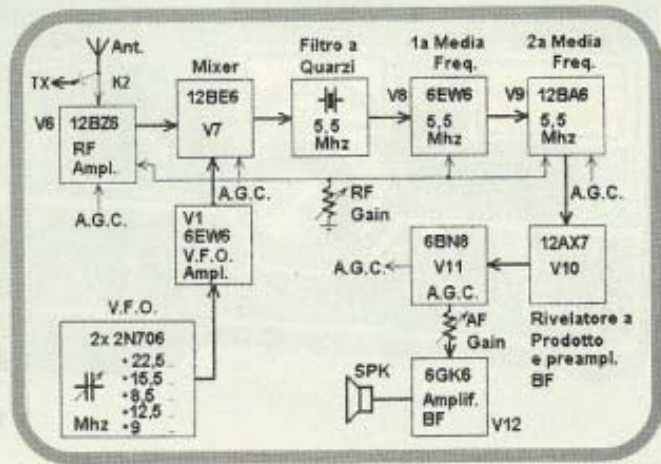 Ant.
TX
K2
V6
12BZ6
RF
Ampl.
A.G.C.
Mixer
12BE6
V7
A.G.C.
Filtro a
Quarzi
5,5
Mhz
1a Media
Freq.
V8
6EW6
5,5
Mhz
2a Media
Freq.
V9
12BA6
5,5
Mhz
A.G.C.
RF
Gain
V1
6EW6
V.F.O.
Ampl.
V.F.O.
2x 2N706
•22,5
•15,5
•8,5
•12,5
•9
Mhz
12AX7
V10
Rivelatore a
Prodotto
e preampl.
BF
6BN8
V11
A.G.C.
A.G.C.
AF
Gain
SPK
6GK6
Amplif.
BF
V12